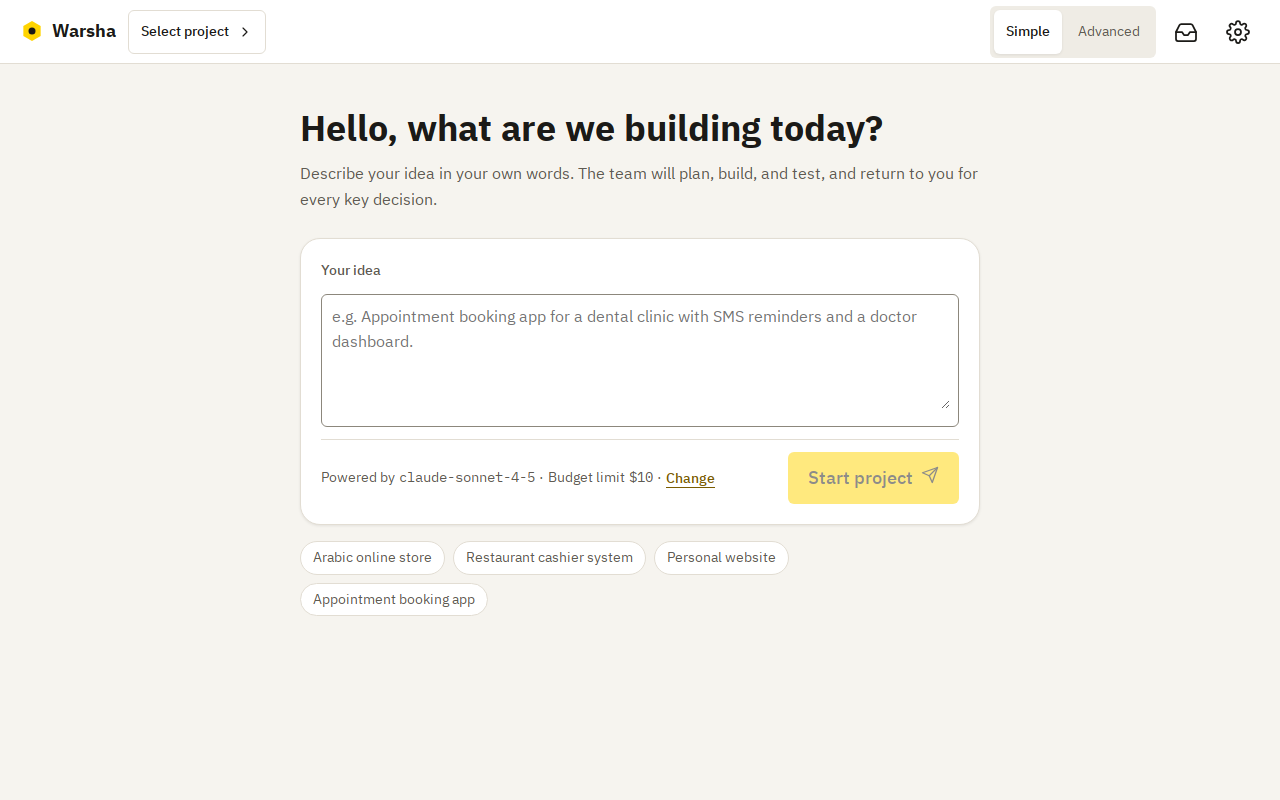 Warsha
Select project
Simple
Advanced
Hello, what are we building today?
Describe your idea in your own words. The team will plan, build, and test, and return to you for
every key decision.
Your idea
e.g. Appointment booking app for a dental clinic with SMS reminders and a doctor
dashboard.
Powered by claude-sonnet-4-5 · Budget limit $10 · Change
Start project
Arabic online store
Restaurant cashier system
Personal website
Appointment booking app